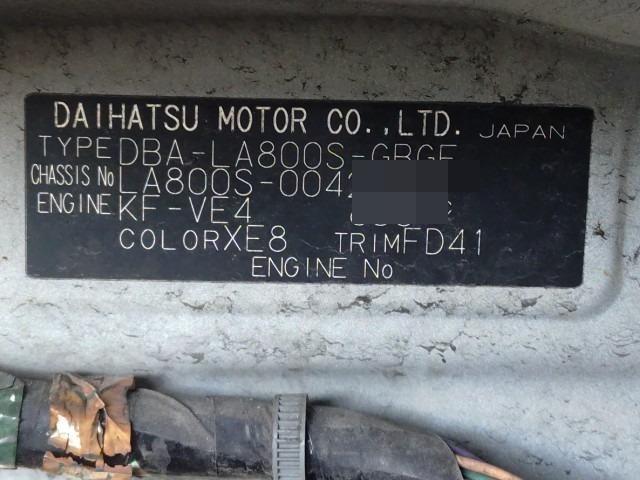 DAIHATSU MOTOR CO.,LTD. JAPAN
TYPE DBA-LA800S-GBGF
CHASSIS No LA800S-004
ENGINE KF-VE4
COLOR XE8 TRIM FD41
ENGINE No